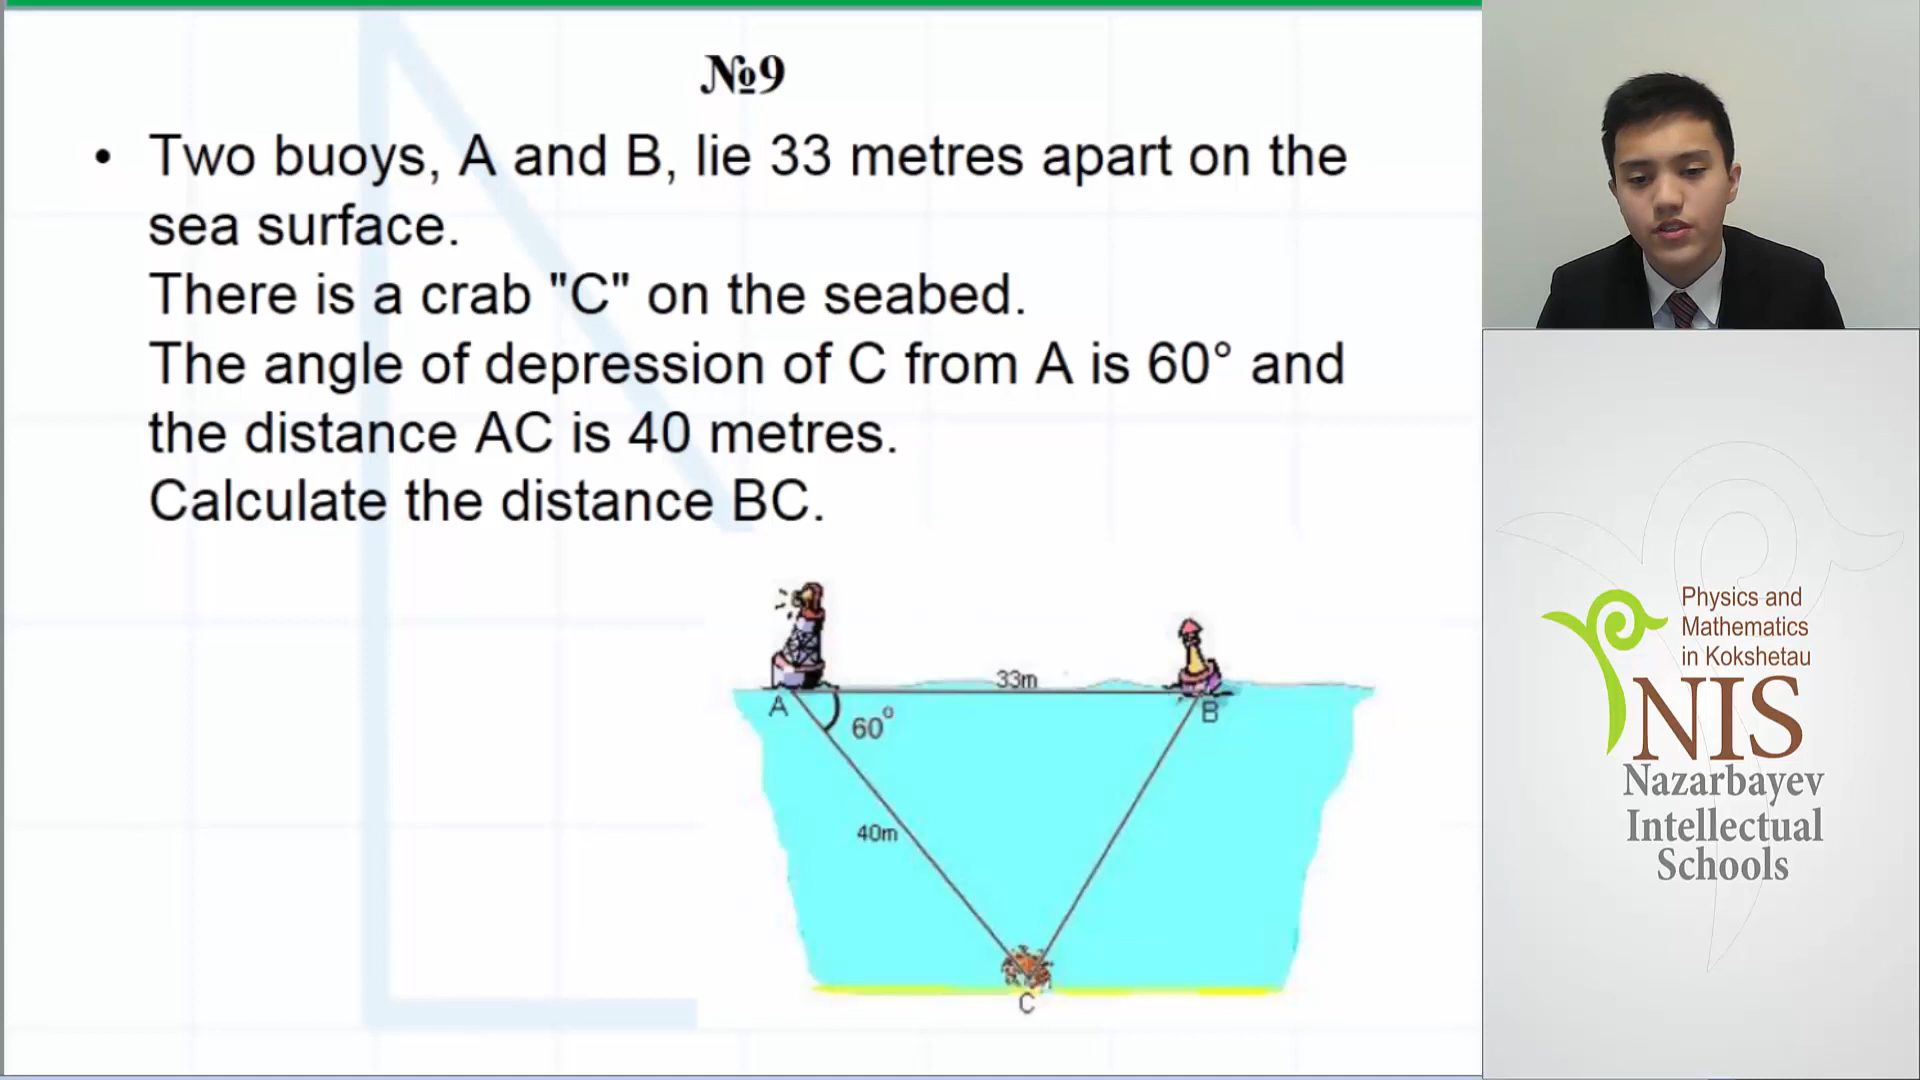 №9
• Two buoys, A and B, lie 33 metres apart on the
sea surface.
There is a crab "C" on the seabed.
The angle of depression of C from A is 60° and
the distance AC is 40 metres.
Calculate the distance BC.
33m
A
60°
B
40m
C
Physics and
Mathematics
in Kokshetau
NIS
Nazarbayev
Intellectual
Schools